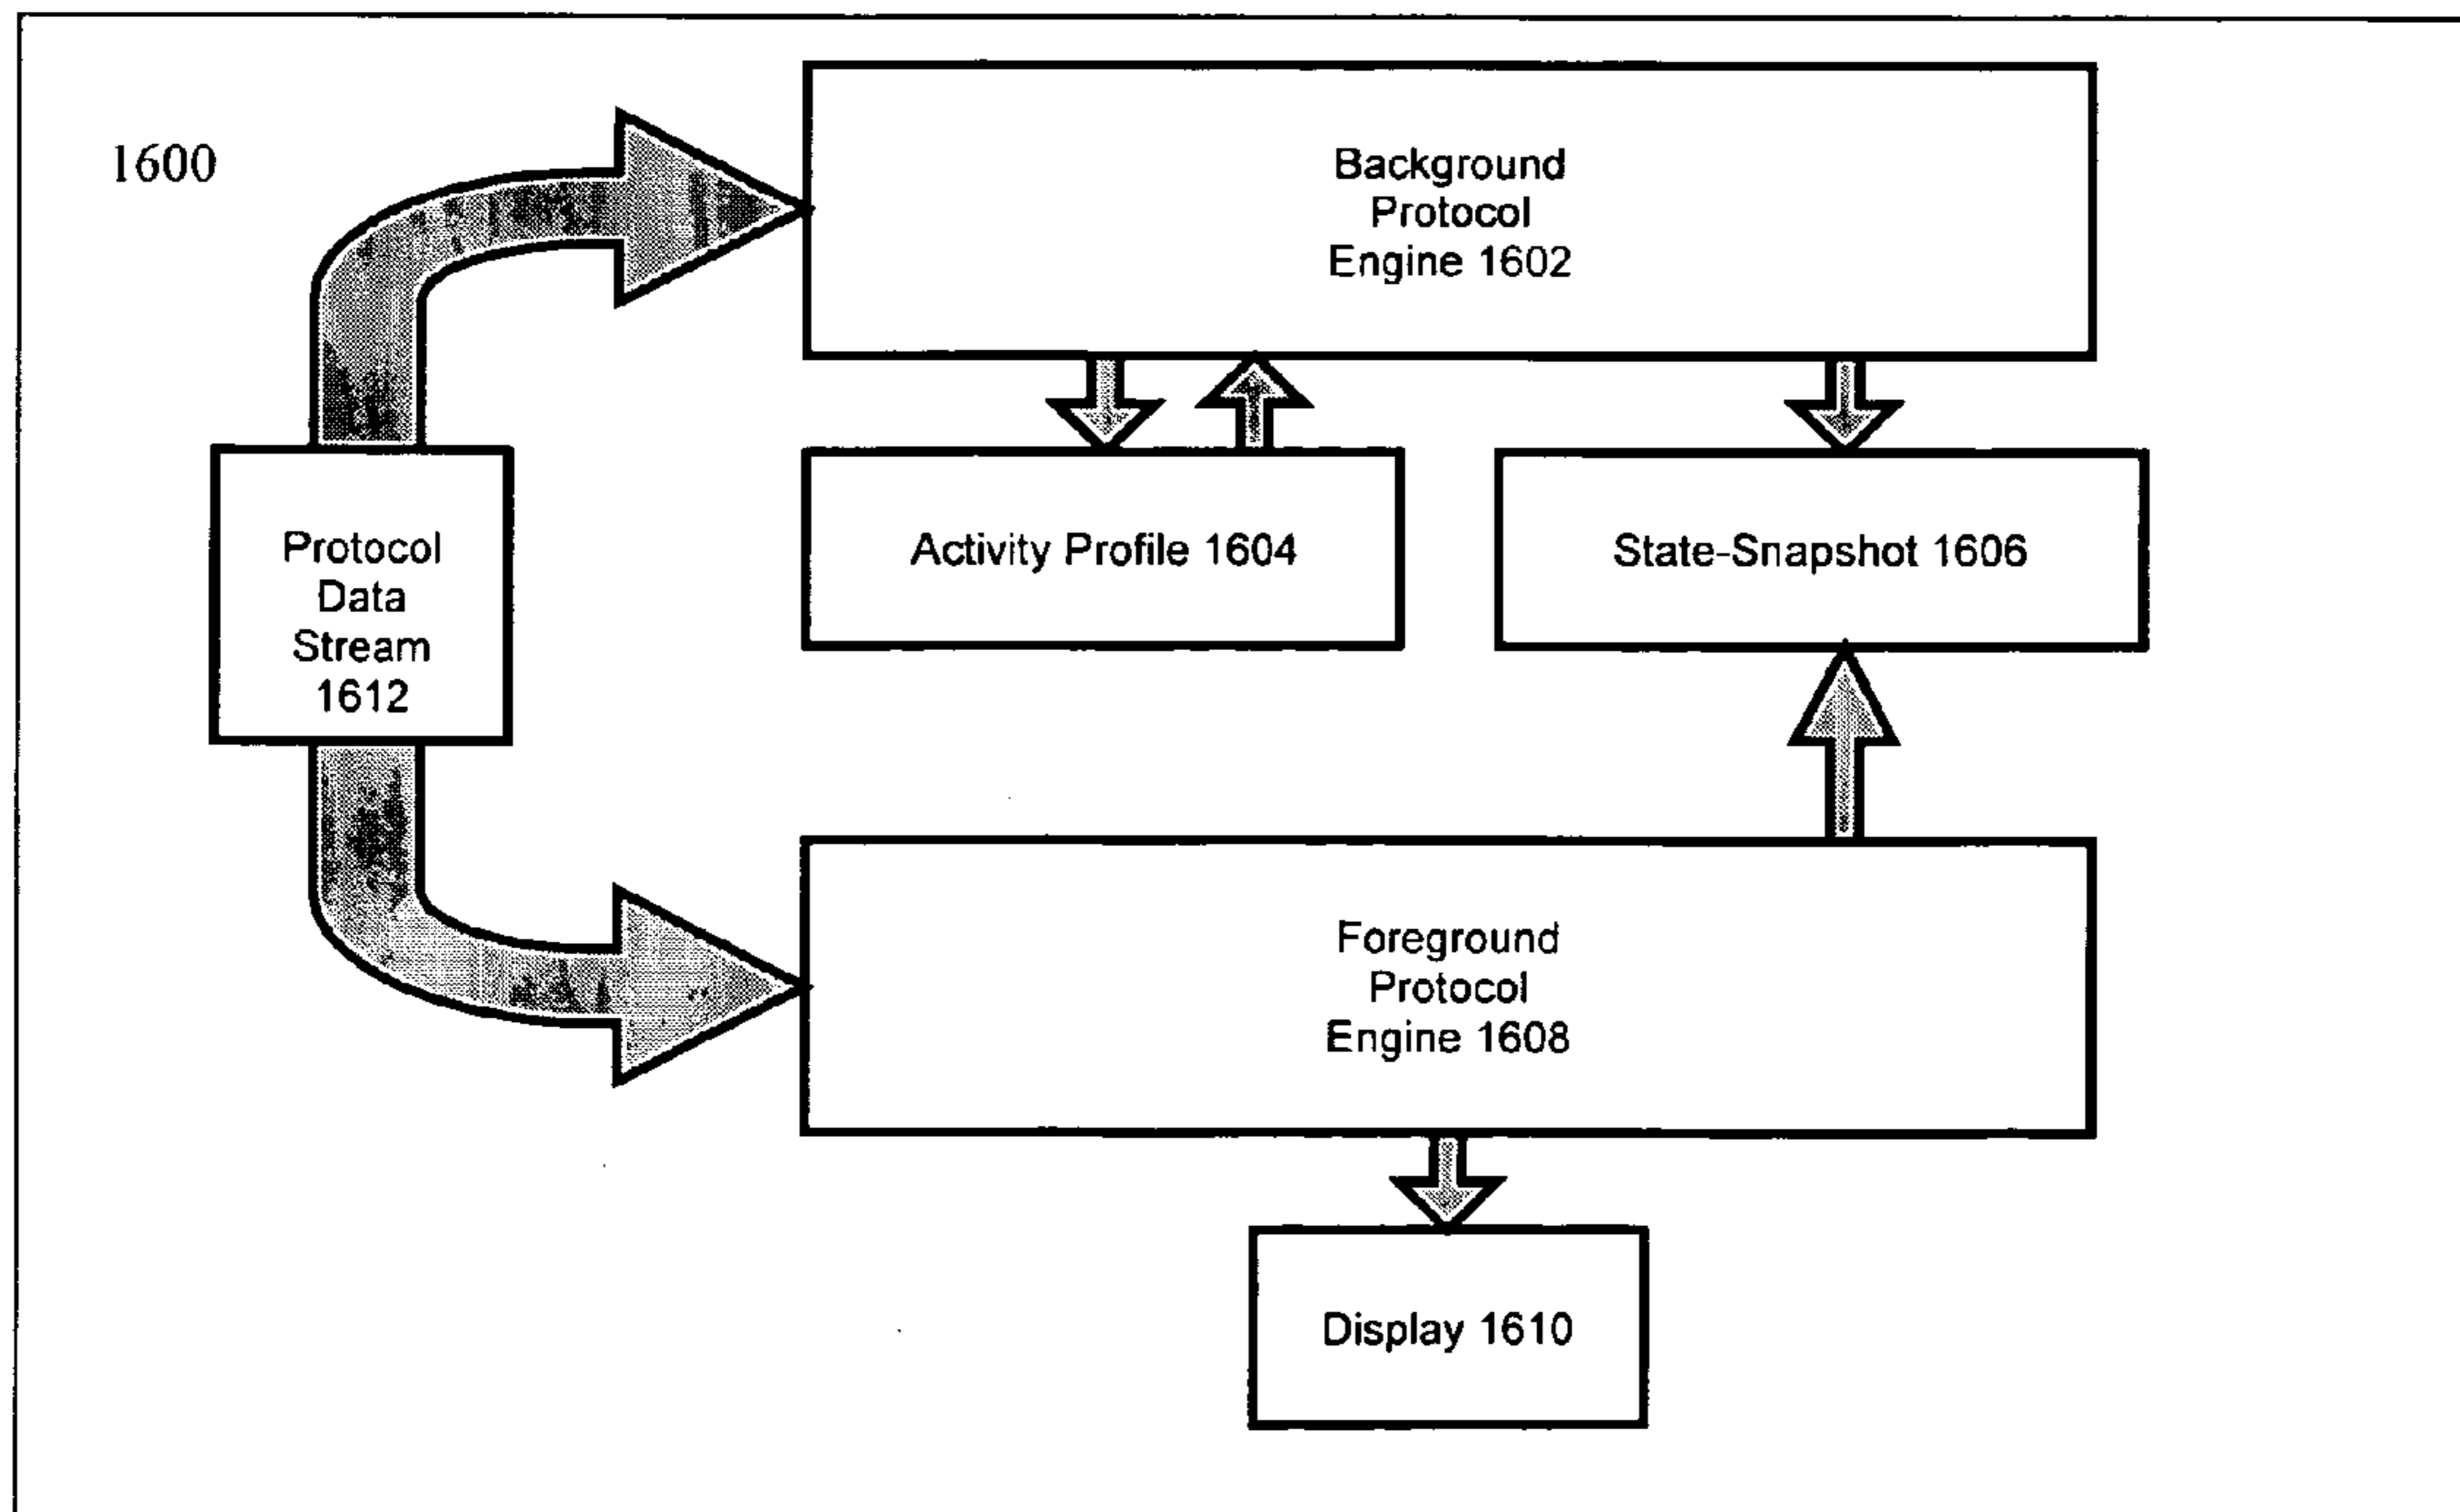 1600
Background
Protocol
Engine 1602
Activity Profile 1604
State-Snapshot 1606
Protocol
Data
Stream
1612
Foreground
Protocol
Engine 1608
Display 1610